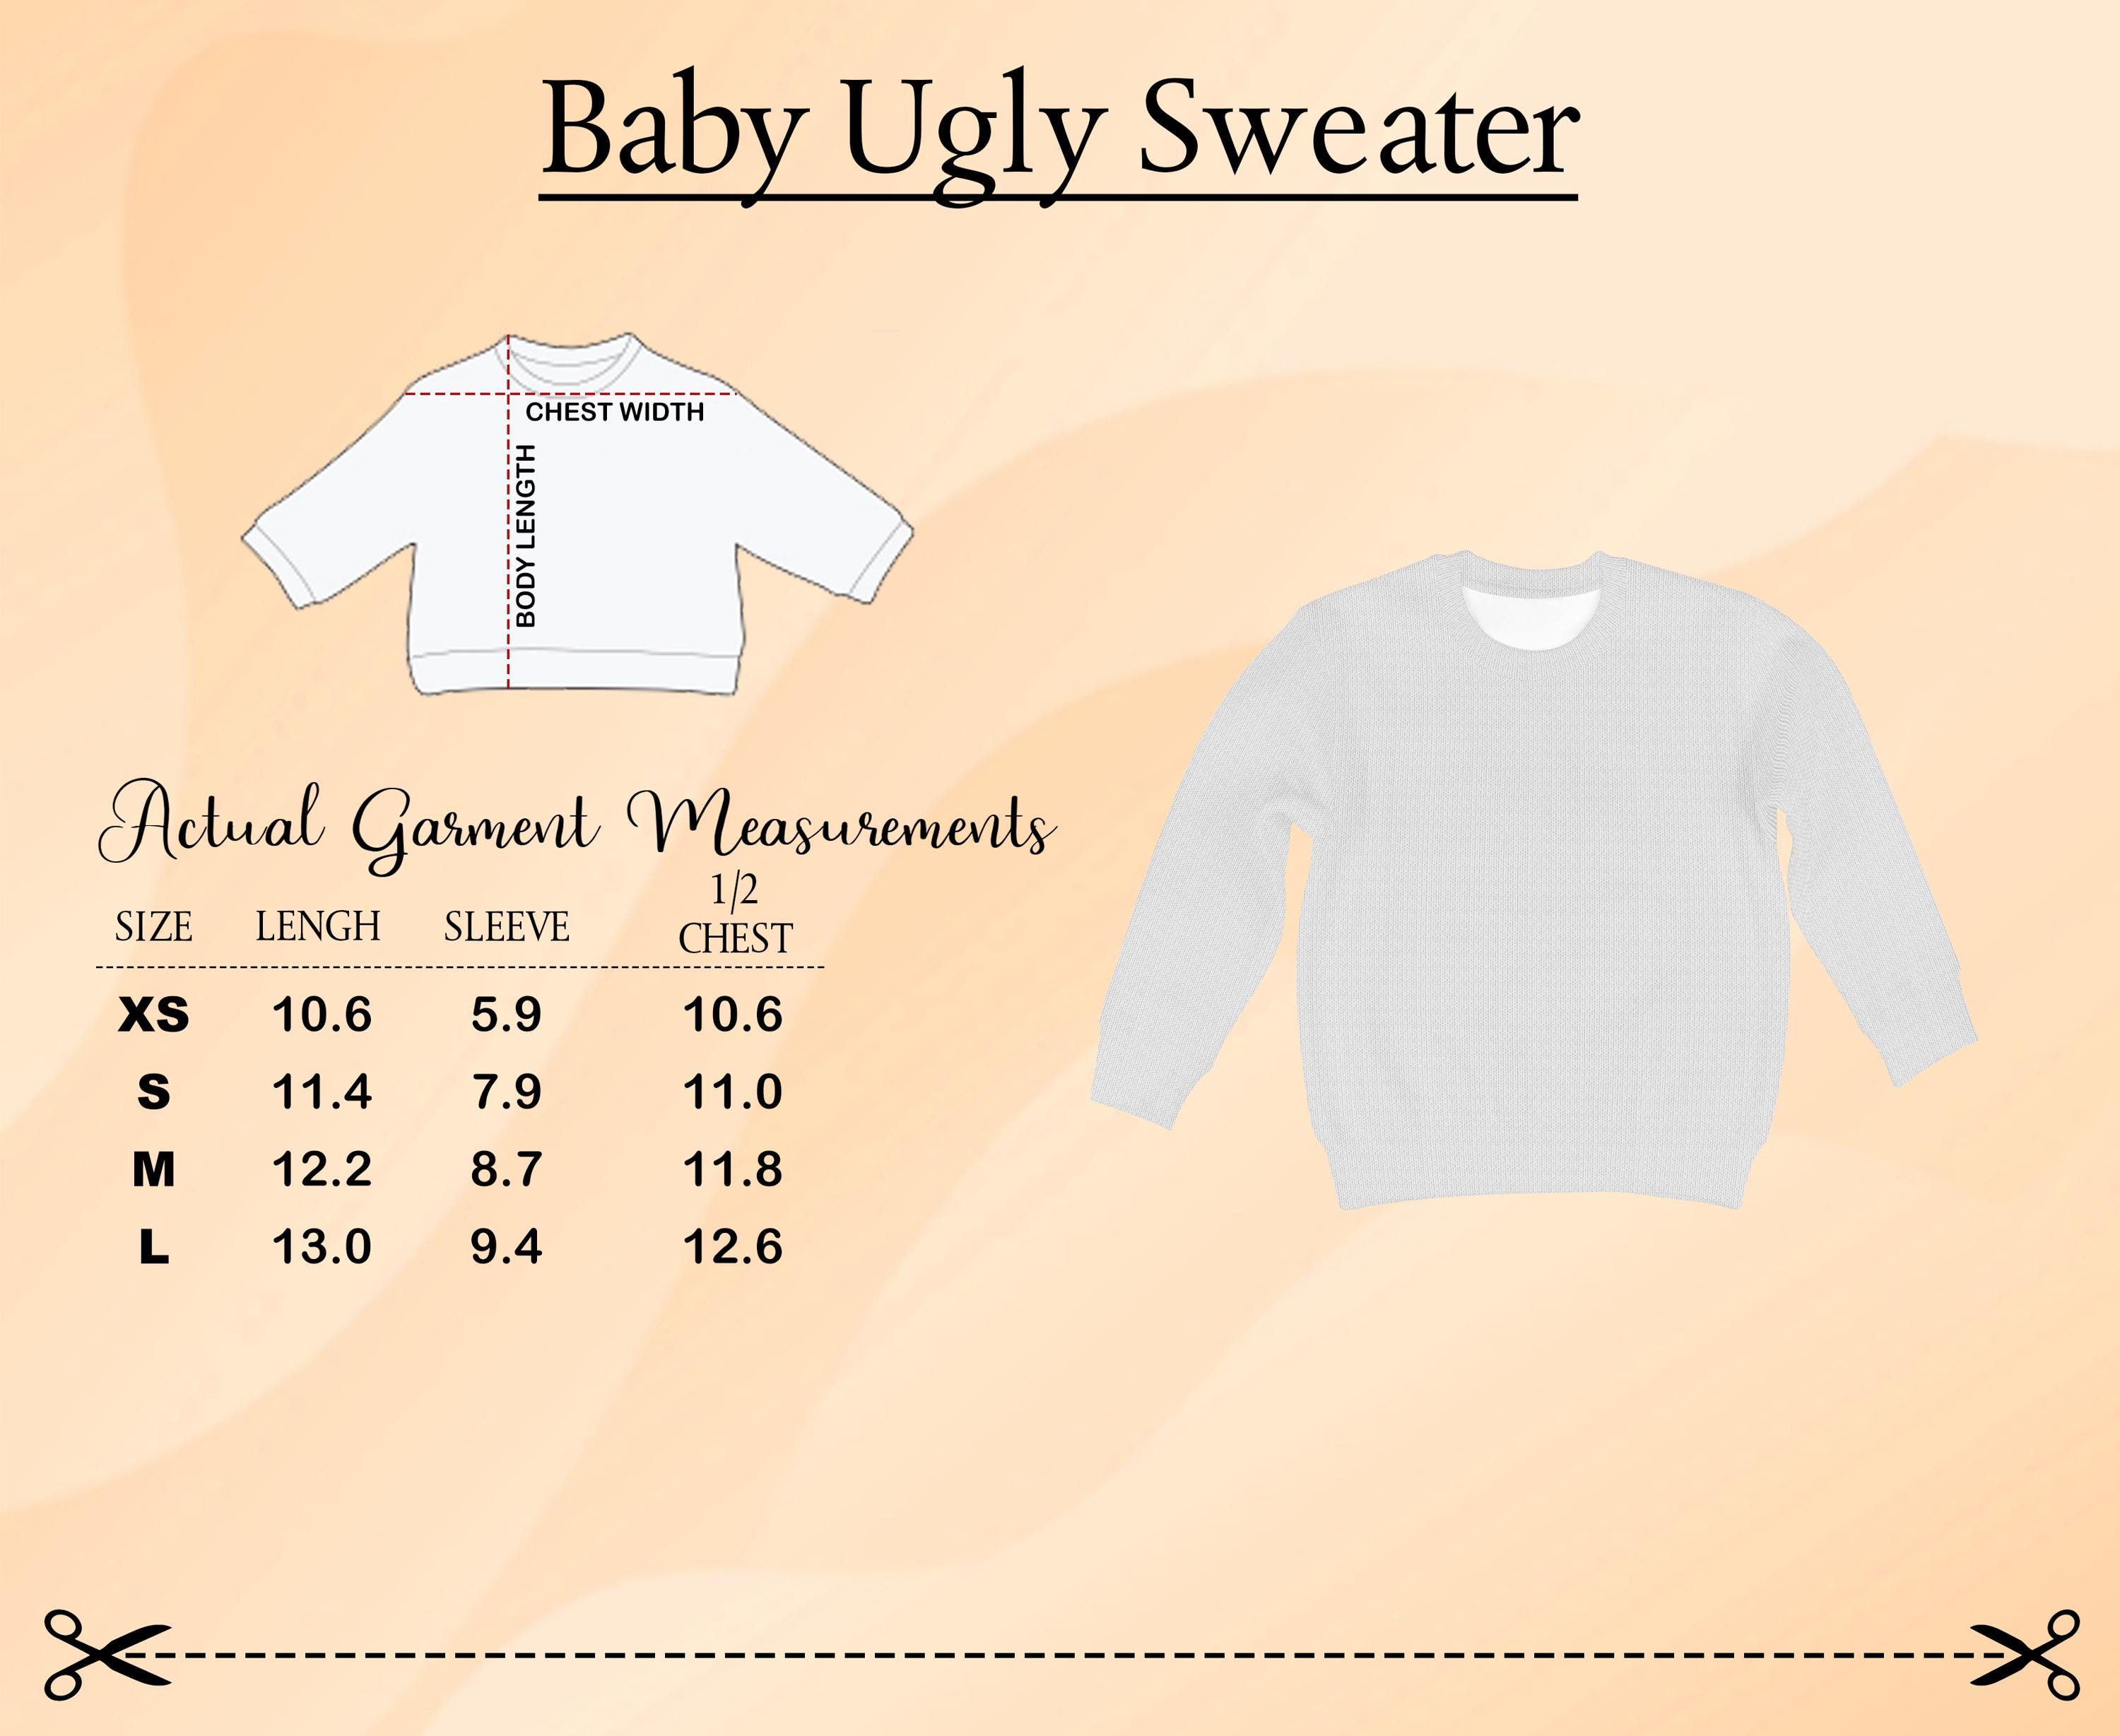 Baby Ugly Sweater
CHEST WIDTH
BODY LENGTH
Actual Garment Measurements
SIZE LENGH SLEEVE 1/2 CHEST
XS 10.6 5.9 10.6
S 11.4 7.9 11.0
M 12.2 8.7 11.8
L 13.0 9.4 12.6